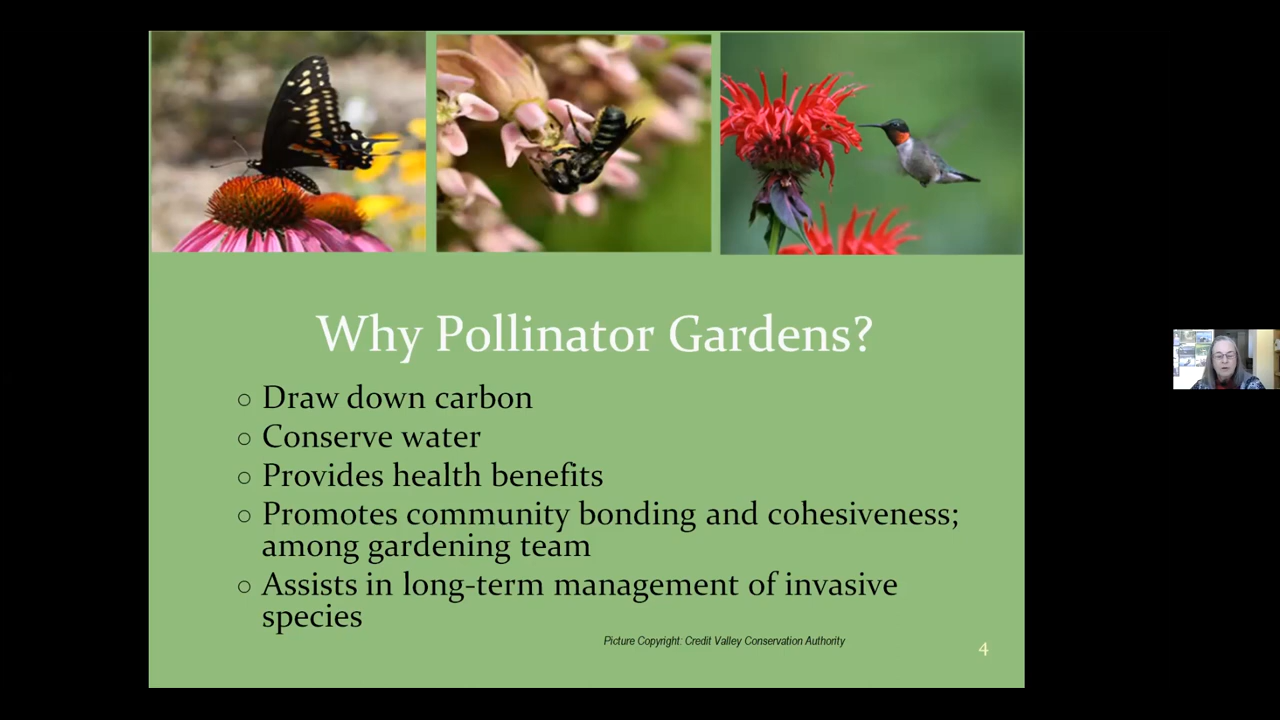 Why Pollinator Gardens?
○ Draw down carbon
○ Conserve water
○ Provides health benefits
○ Promotes community bonding and cohesiveness;
among gardening team
○ Assists in long-term management of invasive
species
Picture Copyright: Credit Valley Conservation Authority
4